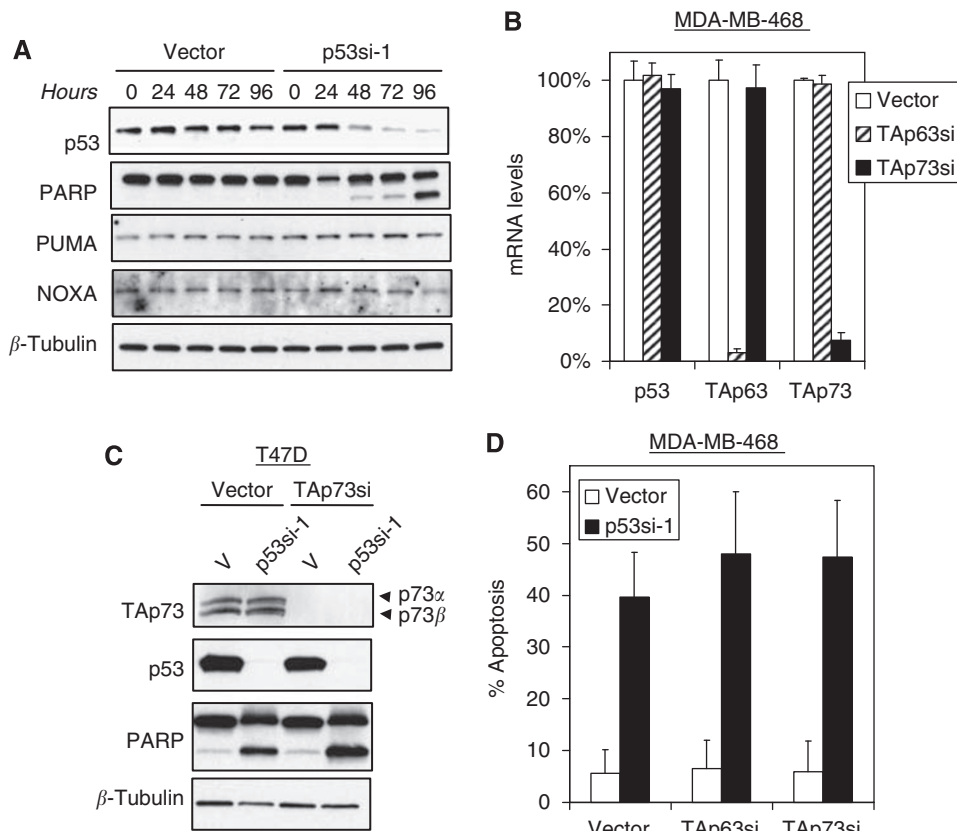 A
Vector p53si-1
Hours 0 24 48 72 96 0 24 48 72 96
p53
PARP
PUMA
NOXA
β-Tubulin
B
MDA-MB-468
100%
80%
60%
40%
20%
0%
mRNA levels
p53 TAp63 TAp73
Vector
TAp63si
TAp73si
C
T47D
Vector TAp73si
V p53si-1 V p53si-1
TAp73
p73α
p73β
p53
PARP
β-Tubulin
D
MDA-MB-468
60
50
40
30
20
10
0
% Apoptosis
Vector
p53si-1
Vector TAp63si TAp73si